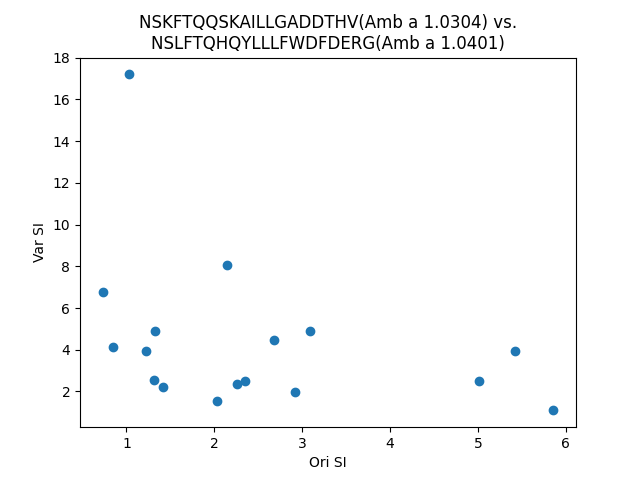 NSKFTQQSKAILLGADDTHV(Amb a 1.0304) vs.
NSLFTQHQYLLLFWDFDERG(Amb a 1.0401)
18
16
14
12
10
8
6
4
2
Var SI
1 2 3 4 5 6
Ori SI